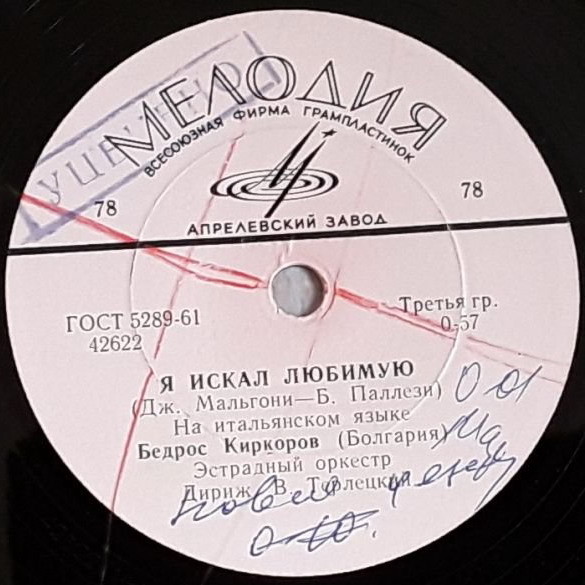 МЕЛОДИЯ
ВСЕСОЮЗНАЯ ФИРМА ГРАМПЛАСТИНОК
78
78
АПРЕЛЕВСКИЙ ЗАВОД
ГОСТ 5289-61
Третья гр.
42622
0-57
Я ИСКАЛ ЛЮБИМУЮ
(Дж. Мальгони—Б. Паллези)
На итальянском языке
Бедрос Киркоров (Болгария)
Эстрадный оркестр
Дириж. В. Терлецкий